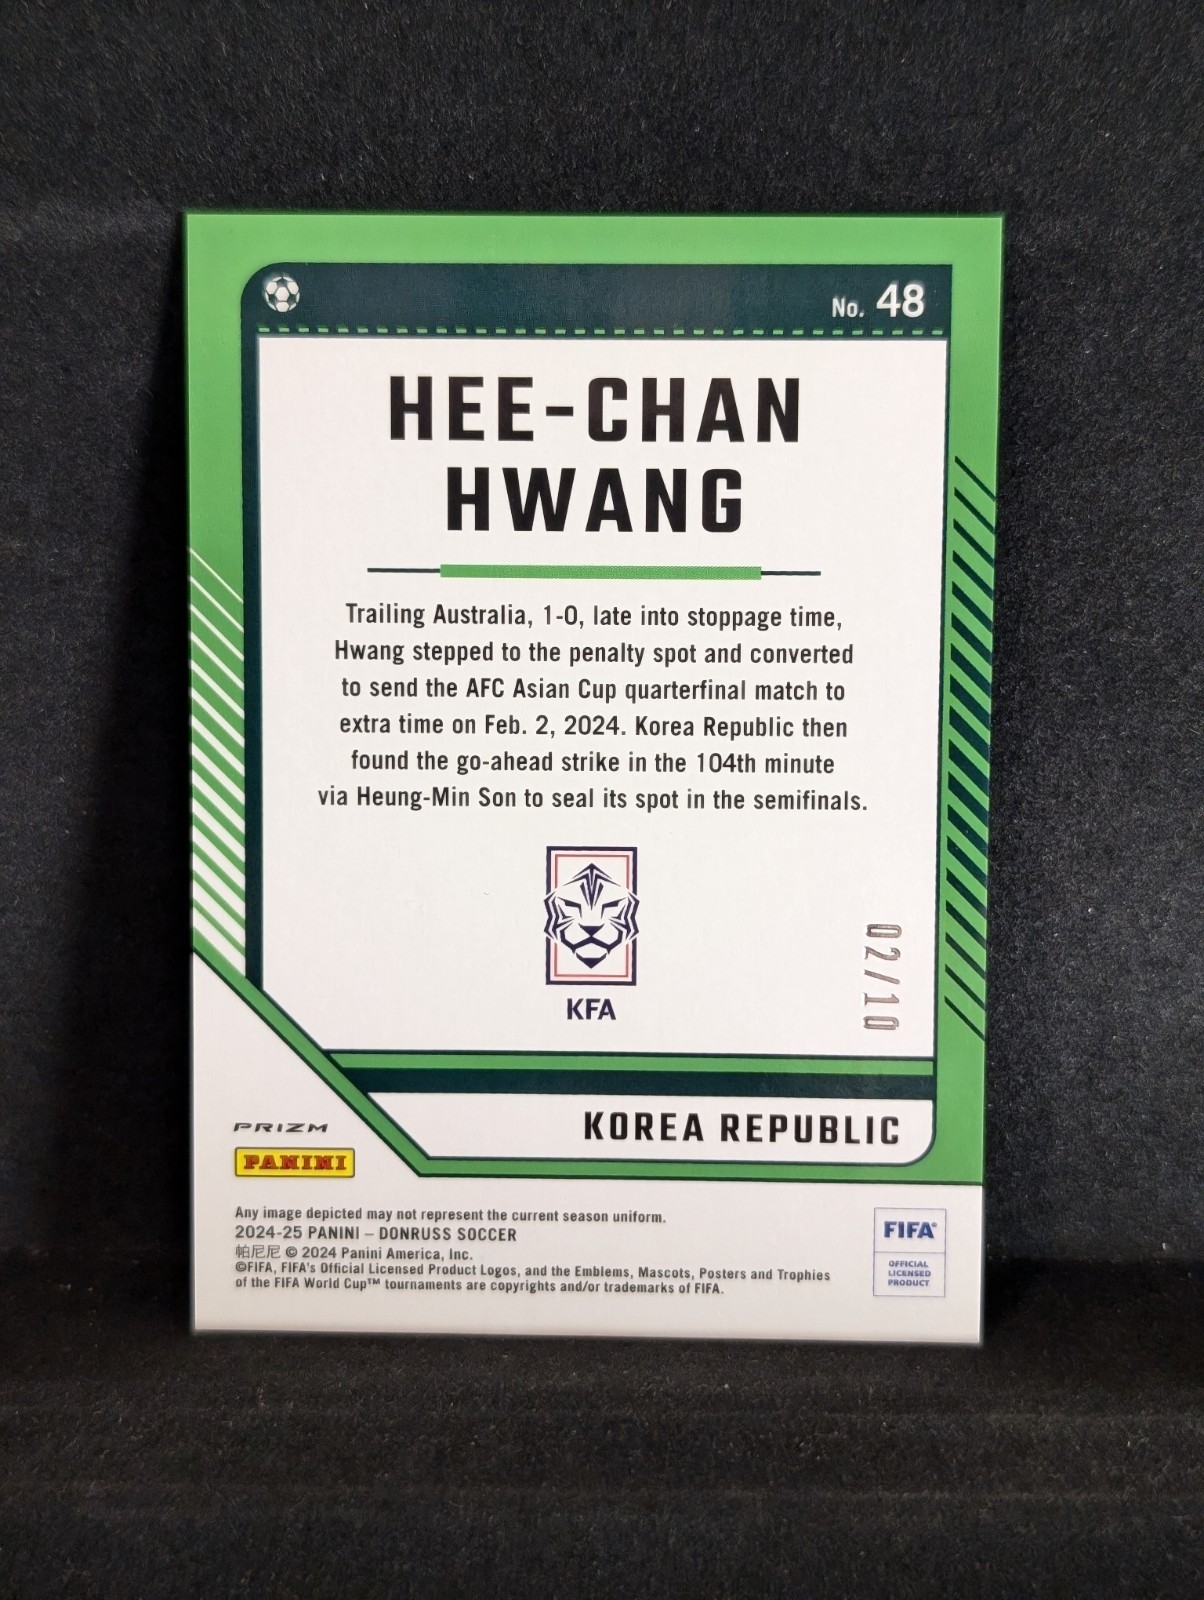 No. 48
HEE-CHAN
HWANG
Trailing Australia, 1-0, late into stoppage time,
Hwang stepped to the penalty spot and converted
to send the AFC Asian Cup quarterfinal match to
extra time on Feb. 2, 2024. Korea Republic then
found the go-ahead strike in the 104th minute
via Heung-Min Son to seal its spot in the semifinals.
KFA
02/10
KOREA REPUBLIC
PRIZM
PANINI
Any image depicted may not represent the current season uniform.
2024-25 PANINI – DONRUSS SOCCER
帕尼尼 © 2024 Panini America, Inc.
©FIFA, FIFA's Official Licensed Product Logos, and the Emblems, Mascots, Posters and Trophies
of the FIFA World Cup™ tournaments are copyrights and/or trademarks of FIFA.
FIFA®
OFFICIAL
LICENSED
PRODUCT